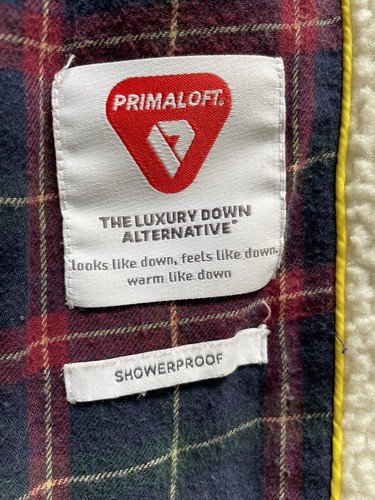 PRIMALOFT®
THE LUXURY DOWN
ALTERNATIVE®
looks like down, feels like down,
warm like down
SHOWERPROOF